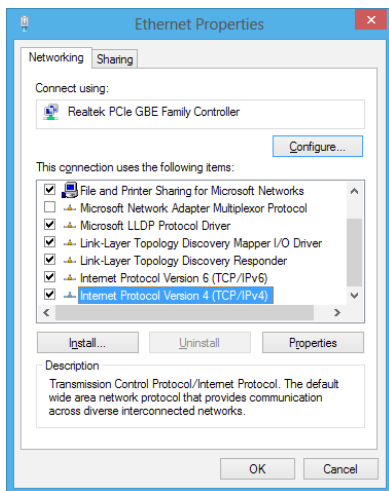 Ethernet Properties
Networking
Sharing
Connect using:
Realtek PCIe GBE Family Controller
Configure...
This connection uses the following items:
File and Printer Sharing for Microsoft Networks
Microsoft Network Adapter Multiplexor Protocol
Microsoft LLDP Protocol Driver
Link-Layer Topology Discovery Mapper I/O Driver
Link-Layer Topology Discovery Responder
Internet Protocol Version 6 (TCP/IPv6)
Internet Protocol Version 4 (TCP/IPv4)
Install...
Uninstall
Properties
Description
Transmission Control Protocol/Internet Protocol. The default
wide area network protocol that provides communication
across diverse interconnected networks.
OK
Cancel